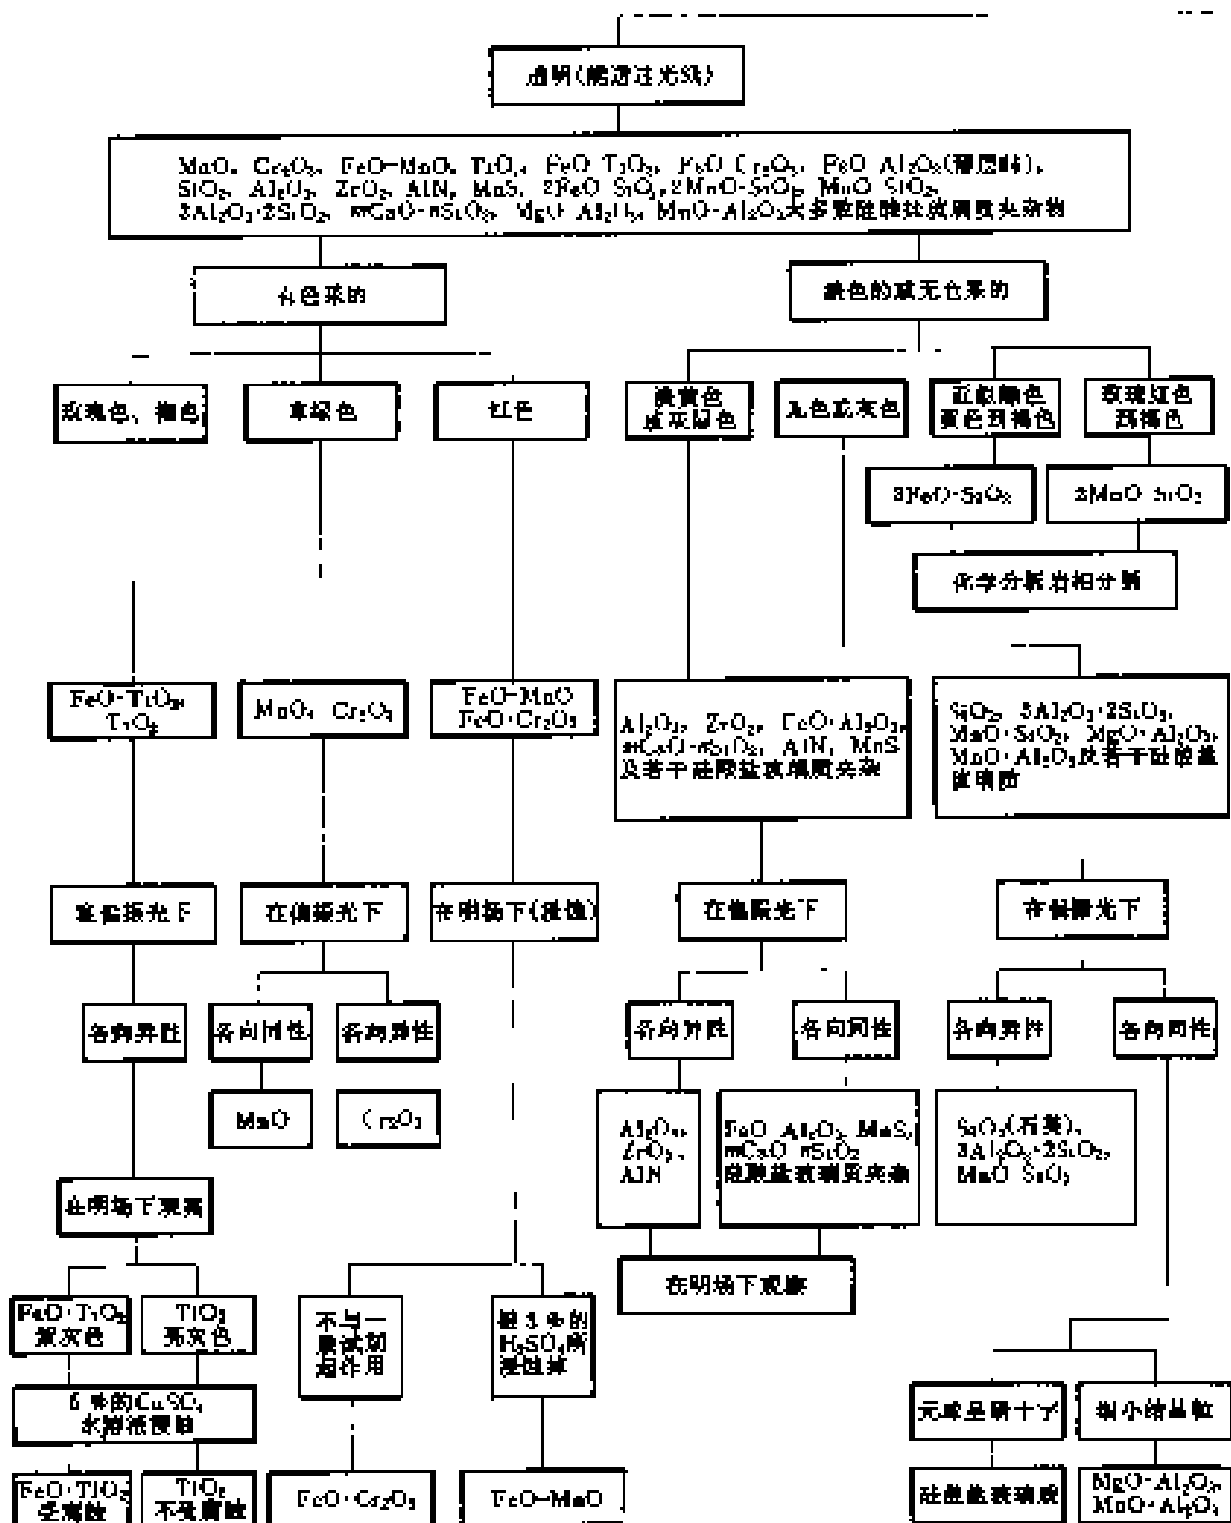 透明(能透过光线)
MnO, Cr₂O₃, FeO-MnO, TiO₂, FeO·TiO₂, FeO·Cr₂O₃, FeO·Al₂O₃(薄层时),
SiO₂, Al₂O₃, ZrO₂, AlN, MnS, 2FeO·SiO₂, 2MnO·SiO₂, MnO·SiO₂,
3Al₂O₃·2SiO₂, mCaO·nSiO₂, MgO·Al₂O₃, MnO·Al₂O₃大多数硅酸盐玻璃质夹杂物
有色采的
淡色的或无色采的
玫瑰色、褐色
草绿色
红色
淡黄色
或灰绿色
无色或灰色
黄色到褐色
玫瑰红色
到褐色
2FeO·SiO₂
2MnO·SiO₂
化学分析岩相分析
FeO·TiO₂,
TiO₂
MnO, Cr₂O₃
FeO-MnO
FeO·Cr₂O₃
Al₂O₃, ZrO₂, FeO·Al₂O₃,
mCaO·nSiO₂, AlN, MnS
及若干硅酸盐玻璃质夹杂
SiO₂, 3Al₂O₃·2SiO₂,
MnO·SiO₂, MgO·Al₂O₃,
MnO·Al₂O₃及若干硅酸盐
玻璃质
在偏振光下
在偏振光下
在明场下(浸蚀)
在偏振光下
在偏振光下
各向异性
各向同性
各向异性
各向异性
各向同性
各向异性
各向同性
MnO
Cr₂O₃
Al₂O₃,
ZrO₂,
AlN
FeO·Al₂O₃, MnS,
mCaO·nSiO₂
硅酸盐玻璃质夹杂
SiO₂(石英),
3Al₂O₃·2SiO₂,
MnO·SiO₂
在明场下观察
在明场下观察
FeO·TiO₂
灰色
TiO₂
亮灰色
不与一
般试剂
起作用
H₂SO₄所
浸蚀掉
的CuSO₄
水溶液浸蚀
无球星黑十字
细小结晶粒
FeO·TiO₂
受腐蚀
TiO₂
不受腐蚀
FeO·Cr₂O₃
FeO-MnO
硅酸盐玻璃质
MgO·Al₂O₃,
MnO·Al₂O₃